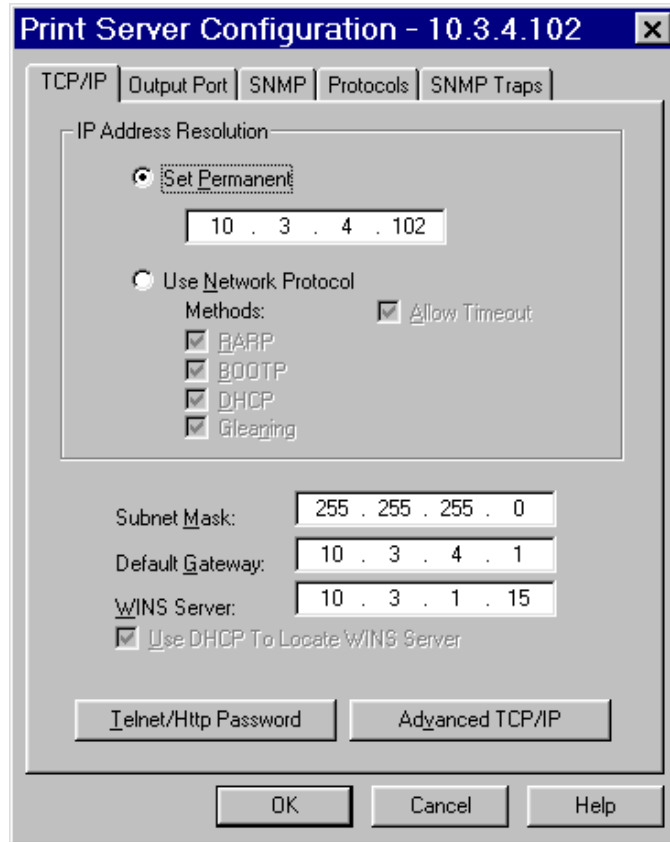 Print Server Configuration - 10.3.4.102
TCP/IP Output Port SNMP Protocols SNMP Traps
IP Address Resolution
Set Permanent
10 . 3 . 4 . 102
Use Network Protocol
Methods: Allow Timeout
RARP
BOOTP
DHCP
Gleaning
Subnet Mask: 255 . 255 . 255 . 0
Default Gateway: 10 . 3 . 4 . 1
WINS Server: 10 . 3 . 1 . 15
Use DHCP To Locate WINS Server
Telnet/Http Password Advanced TCP/IP
OK Cancel Help